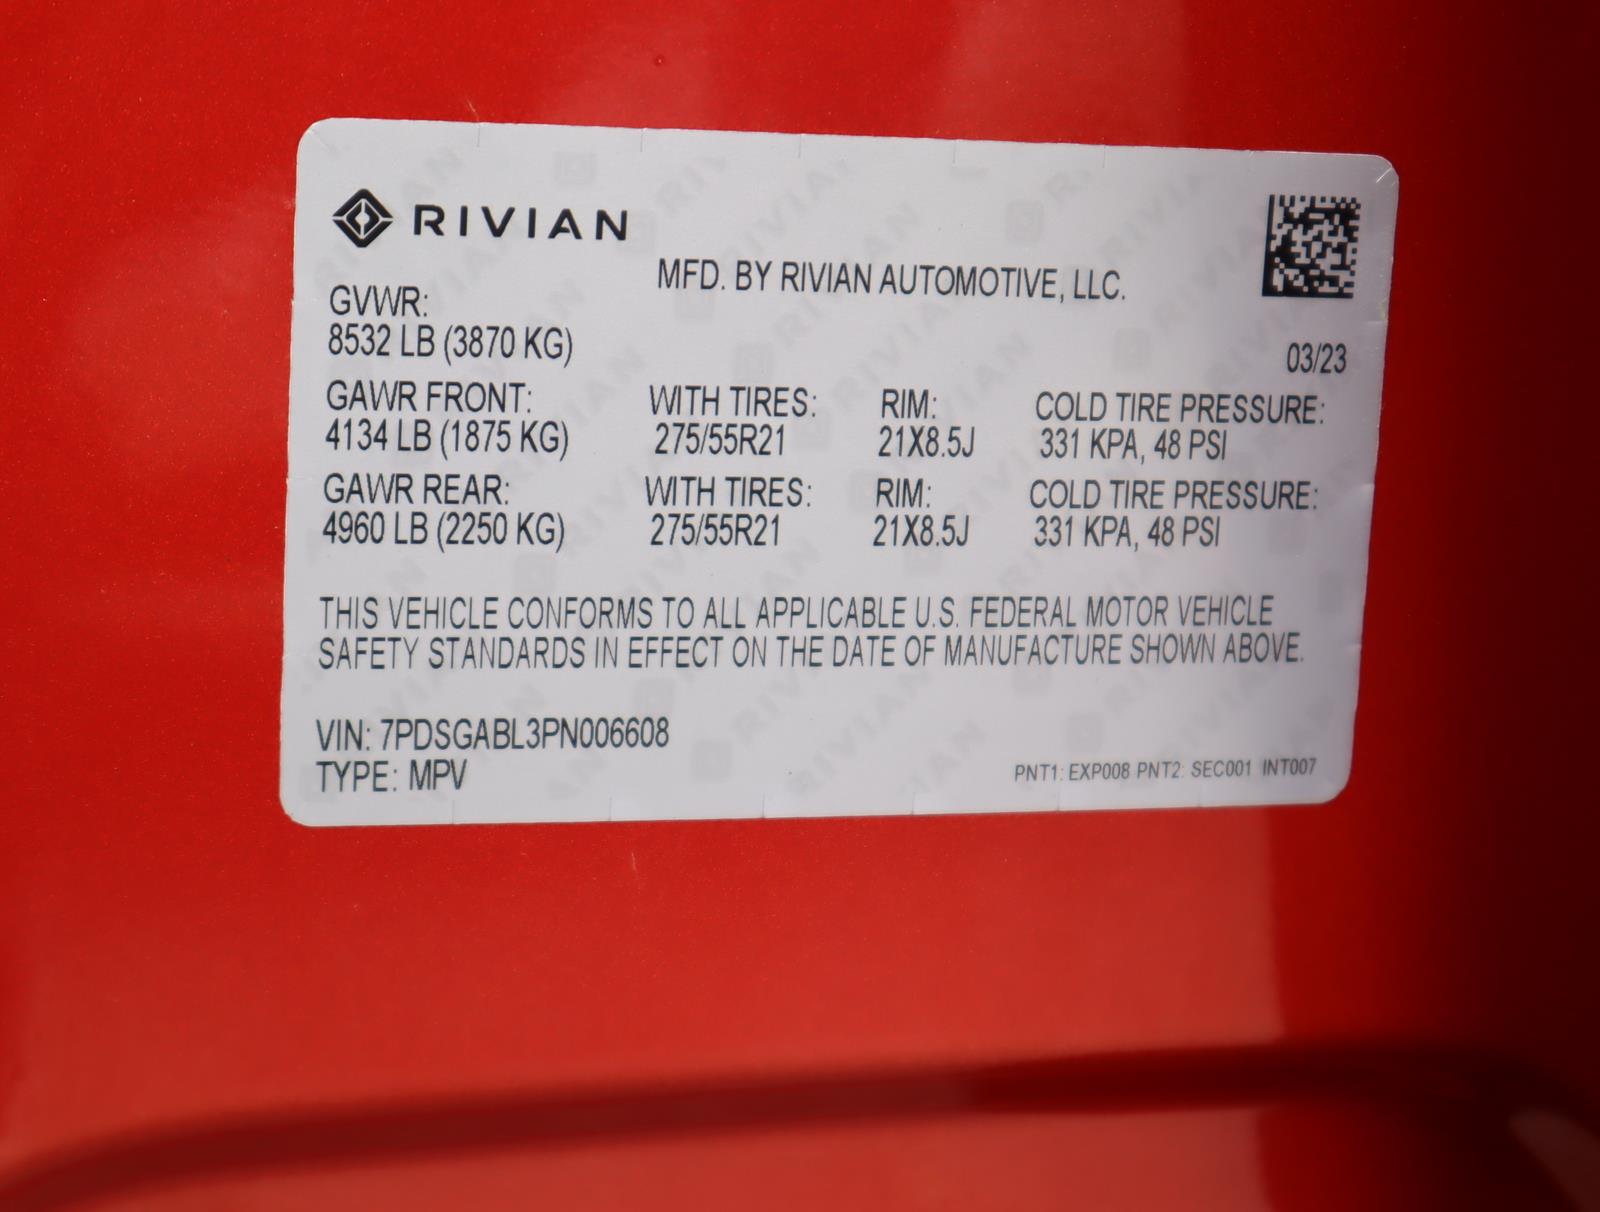 RIVIAN
MFD. BY RIVIAN AUTOMOTIVE, LLC.
GVWR:
8532 LB (3870 KG)
03/23
GAWR FRONT: WITH TIRES: RIM: COLD TIRE PRESSURE:
4134 LB (1875 KG) 275/55R21 21X8.5J 331 KPA, 48 PSI
GAWR REAR: WITH TIRES: RIM: COLD TIRE PRESSURE:
4960 LB (2250 KG) 275/55R21 21X8.5J 331 KPA, 48 PSI
THIS VEHICLE CONFORMS TO ALL APPLICABLE U.S. FEDERAL MOTOR VEHICLE
SAFETY STANDARDS IN EFFECT ON THE DATE OF MANUFACTURE SHOWN ABOVE.
VIN: 7PDSGABL3PN006608
TYPE: MPV
PNT1: EXP008 PNT2: SEC001 INT007